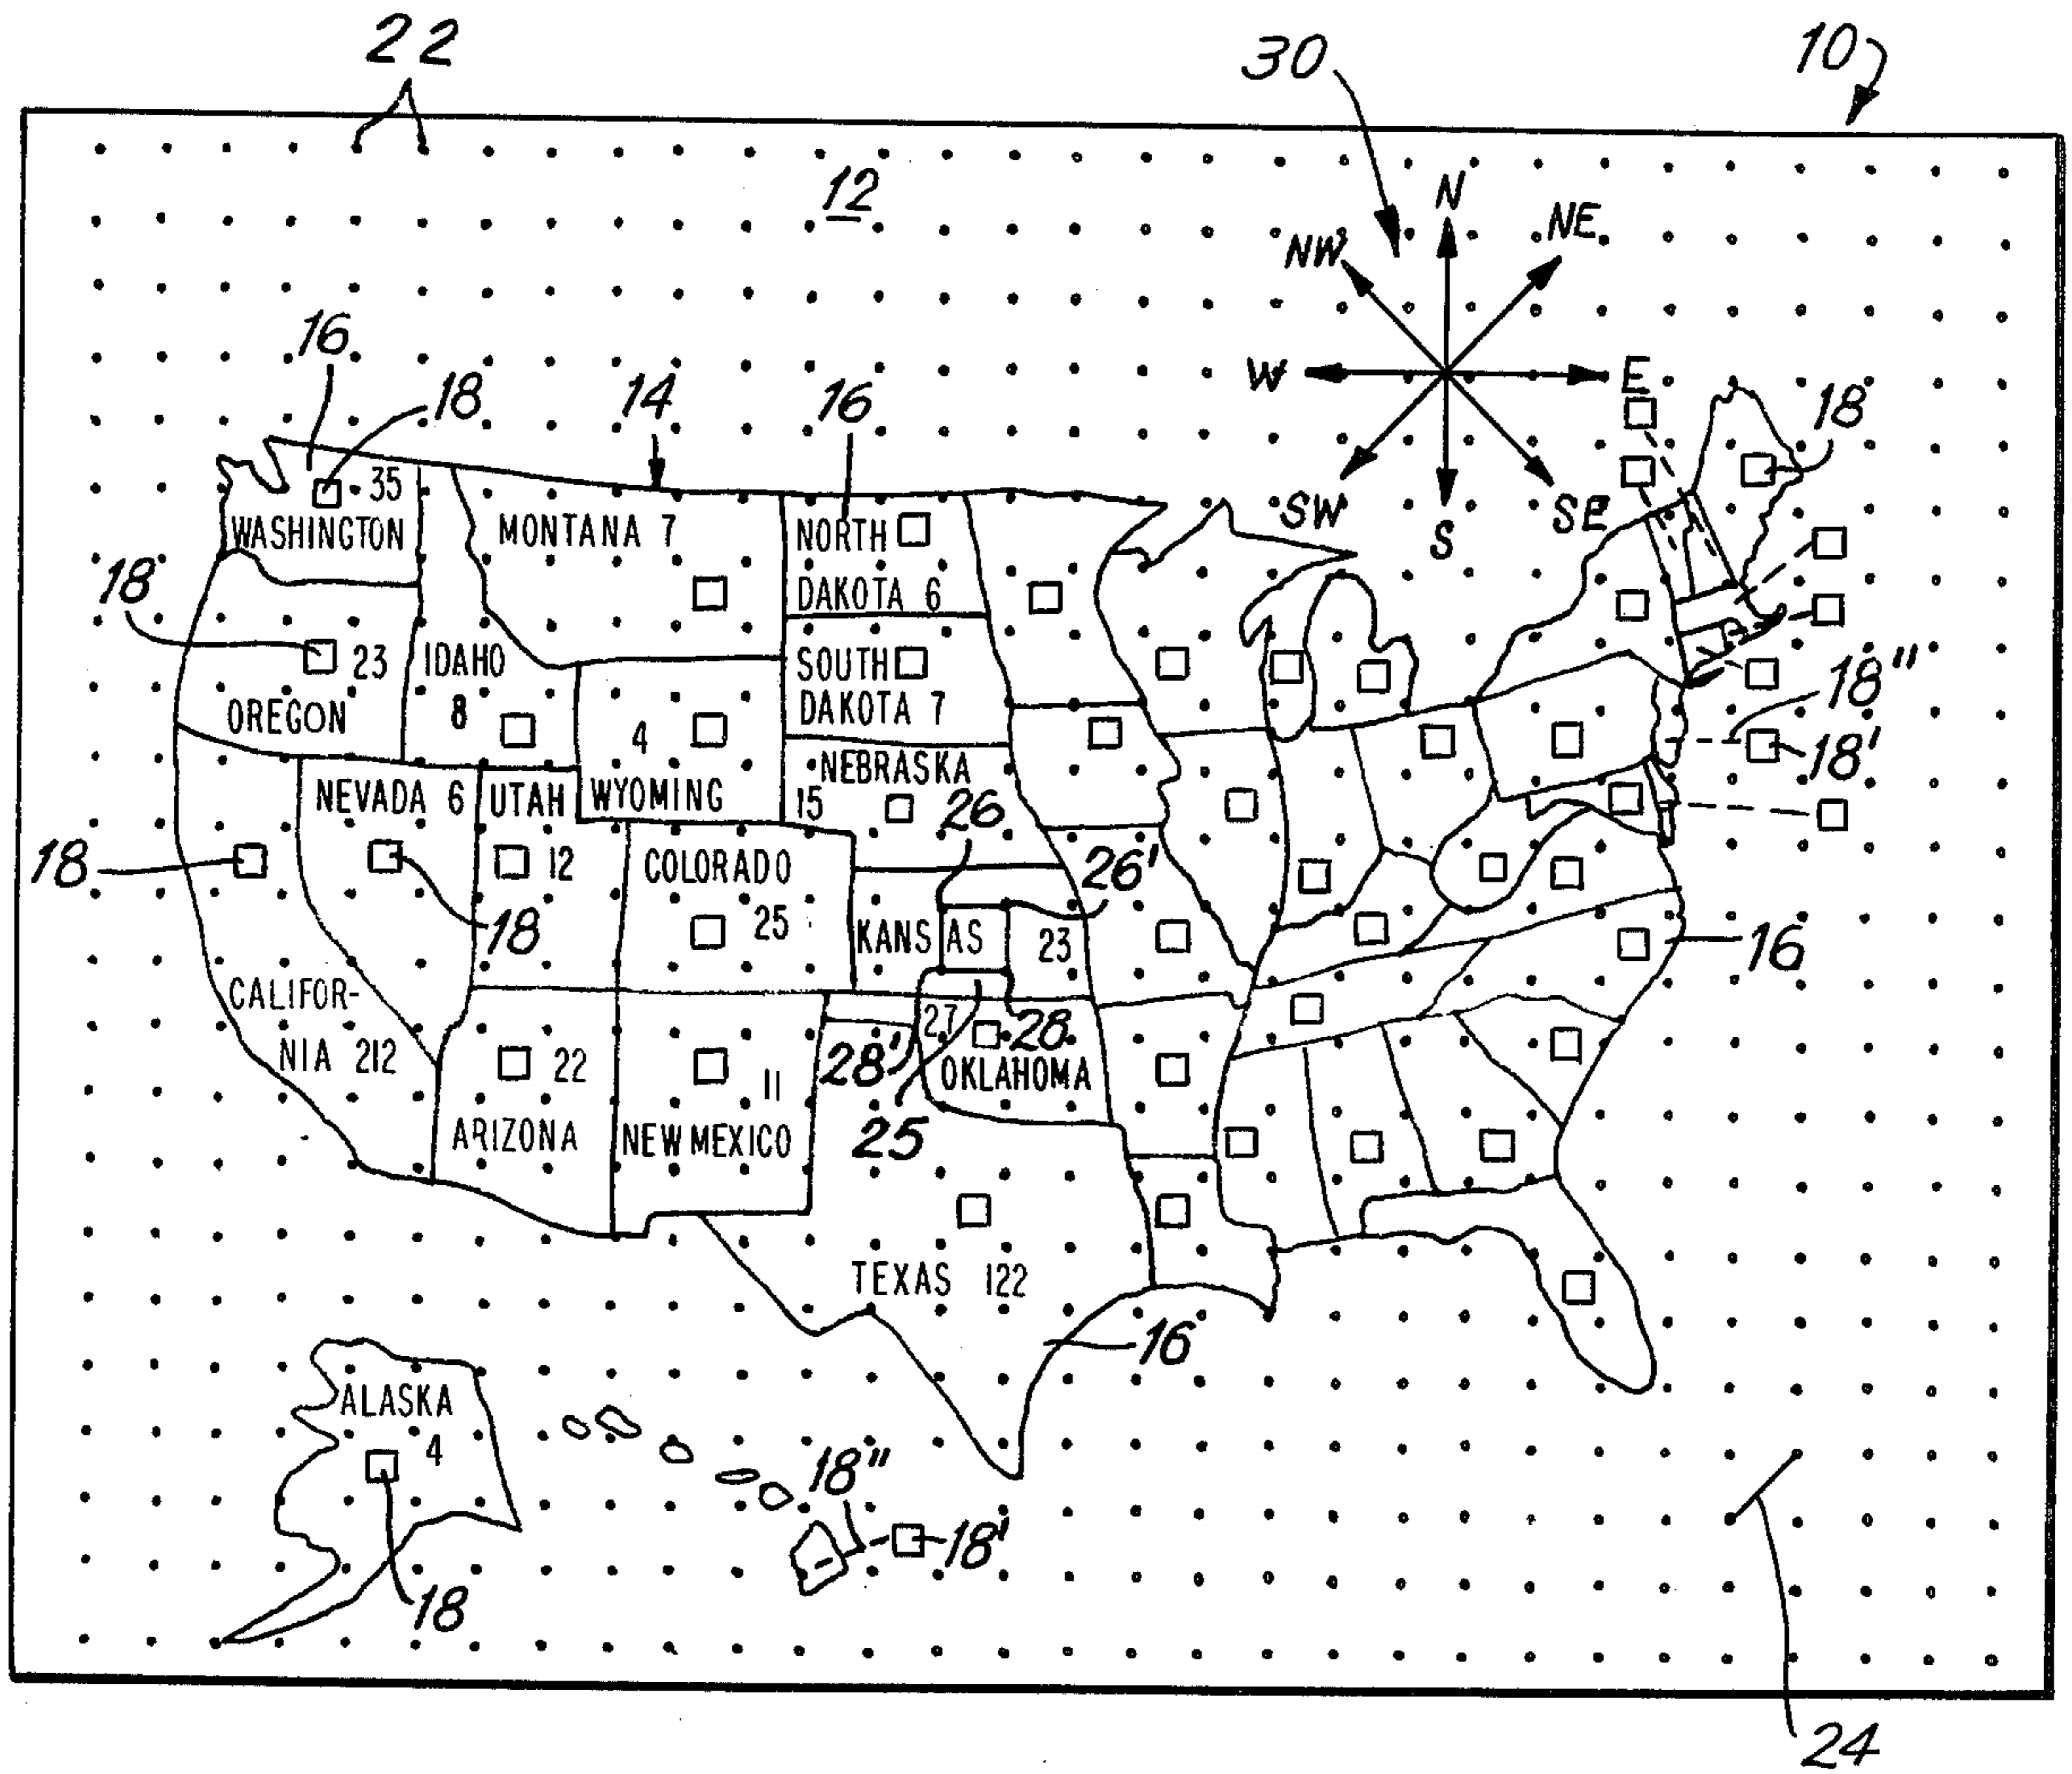 22
30
10
12
N
NE
NW
W
E
SW
S
SE
16
18
14
16
18
35
WASHINGTON
MONTANA 7
NORTH
DAKOTA 6
18
23
OREGON
IDAHO
8
SOUTH
DAKOTA 7
4
WYOMING
18"
18'
NEBRASKA
15
NEVADA 6
UTAH
12
18
18
COLORADO
25
26
26'
KANSAS
23
16
CALIFOR-
NIA 212
22
ARIZONA
11
NEW MEXICO
27
28
28'
OKLAHOMA
25
TEXAS 122
16
ALASKA
4
18
18"
18'
24